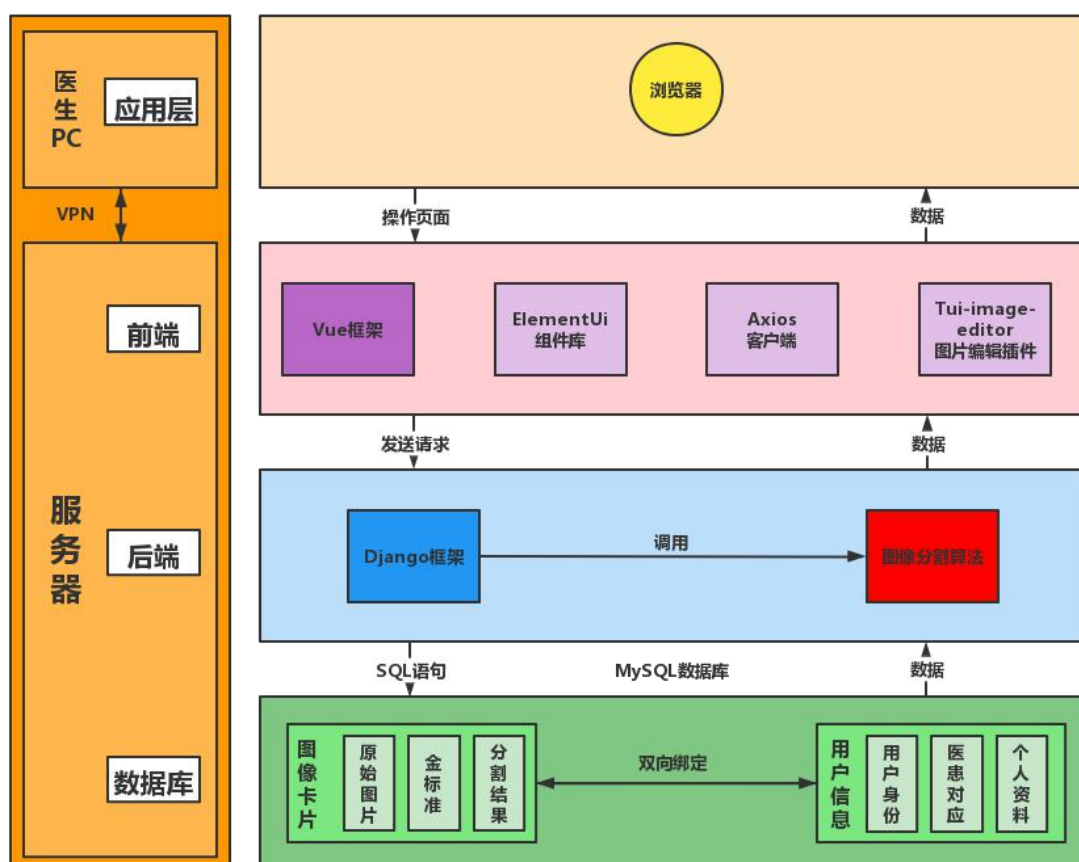 医生PC
应用层
VPN
服务器
前端
后端
数据库
浏览器
操作页面
数据
Vue框架
ElementUi
组件库
Axios
客户端
Tui-image-
editor
图片编辑插件
发送请求
数据
Django框架
调用
图像分割算法
SQL语句
MySQL数据库
数据
图像卡片
原始图片
金标准
分割结果
双向绑定
用户信息
用户身份
医患对应
个人资料